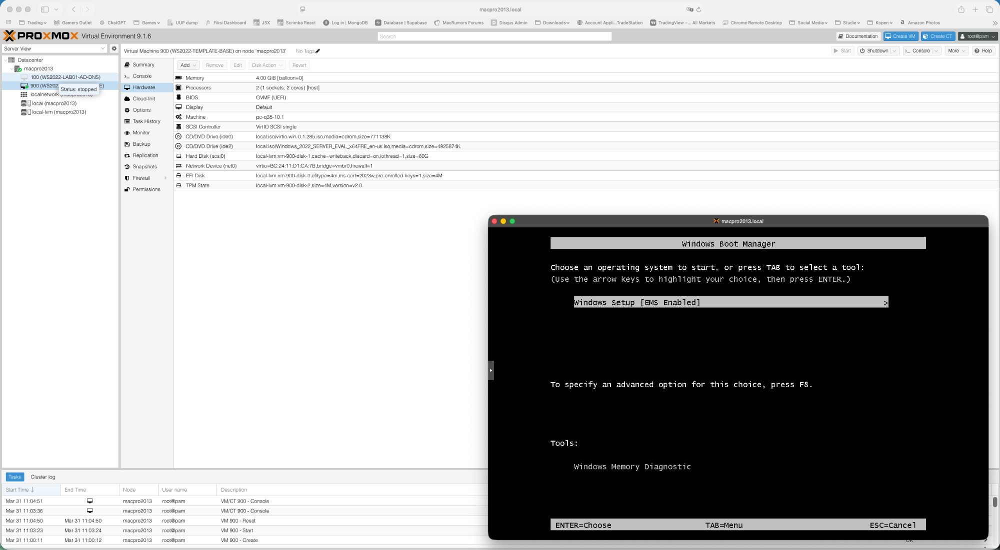 macpro2013.local
Trading
Gamers Outlet
ChatGPT
Games
UUP dump
Fiksi Dashboard
JSX
Scrimba React
Log in | MongoDB
Database | Supabase
MacRumors Forums
Disqus Admin
Downloads
Account Appli...TradeStation
TradingView –... All Markets
Chrome Remote Desktop
Social Media
Studie
Kopen
Amazon Photos
PROXMOX Virtual Environment 9.1.6
Search
Documentation
Create VM
Create CT
root@pam
Server View
Virtual Machine 900 (WS2022-TEMPLATE-BASE) on node 'macpro2013'
No Tags
Start
Shutdown
Console
More
Help
Datacenter
macpro2013
100 (WS2022-LAB01-AD-DNS)
900 (WS202 E)
Status: stopped
localnetwork (macpro2013)
local (macpro2013)
local-lvm (macpro2013)
Summary
Console
Hardware
Cloud-Init
Options
Task History
Monitor
Backup
Replication
Snapshots
Firewall
Permissions
Add
Remove
Edit
Disk Action
Revert
Memory 4.00 GiB [balloon=0]
Processors 2 (1 sockets, 2 cores) [host]
BIOS OVMF (UEFI)
Display Default
Machine pc-q35-10.1
SCSI Controller VirtIO SCSI single
CD/DVD Drive (ide0) local:iso/virtio-win-0.1.285.iso,media=cdrom,size=771138K
CD/DVD Drive (ide2) local:iso/Windows_2022_SERVER_EVAL_x64FRE_en-us.iso,media=cdrom,size=4925874K
Hard Disk (scsi0) local-lvm:vm-900-disk-1,cache=writeback,discard=on,iothread=1,size=60G
Network Device (net0) virtio=BC:24:11:D1:CA:7B,bridge=vmbr0,firewall=1
EFI Disk local-lvm:vm-900-disk-0,efitype=4m,ms-cert=2023w,pre-enrolled-keys=1,size=4M
TPM State local-lvm:vm-900-disk-2,size=4M,version=v2.0
macpro2013.local
Windows Boot Manager
Choose an operating system to start, or press TAB to select a tool:
(Use the arrow keys to highlight your choice, then press ENTER.)
Windows Setup [EMS Enabled] >
To specify an advanced option for this choice, press F8.
Tools:
Windows Memory Diagnostic
ENTER=Choose TAB=Menu ESC=Cancel
Tasks
Cluster log
Start Time End Time Node User name Description
Mar 31 11:04:51 macpro2013 root@pam VM/CT 900 - Console
Mar 31 11:03:36 macpro2013 root@pam VM/CT 900 - Console
Mar 31 11:04:50 Mar 31 11:04:50 macpro2013 root@pam VM 900 - Reset
Mar 31 11:03:23 Mar 31 11:03:24 macpro2013 root@pam VM 900 - Start
Mar 31 11:00:11 Mar 31 11:00:12 macpro2013 root@pam VM 900 - Create
OK